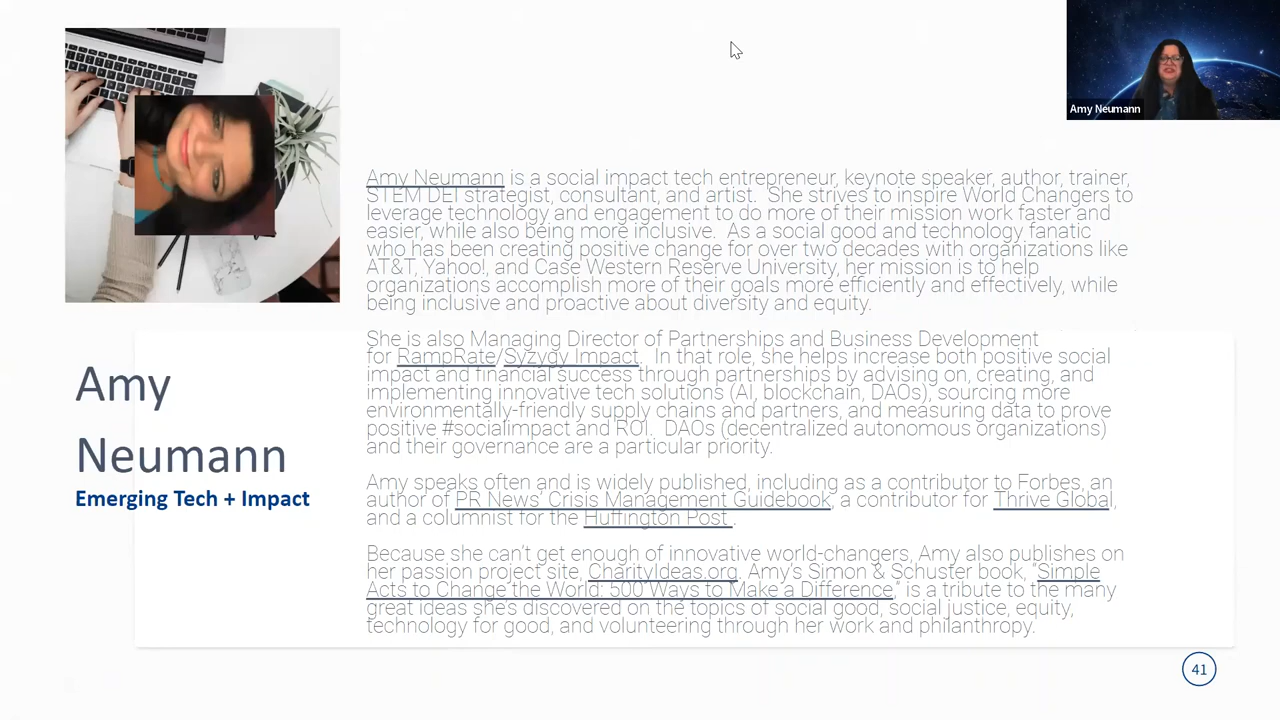 Amy Neumann
Amy Neumann is a social impact tech entrepreneur, keynote speaker, author, trainer,
STEM DEI strategist, consultant, and artist. She strives to inspire World Changers to
leverage technology and engagement to do more of their mission work faster and
easier, while also being more inclusive. As a social good and technology fanatic
who has been creating positive change for over two decades with organizations like
AT&T, Yahoo!, and Case Western Reserve University, her mission is to help
organizations accomplish more of their goals more efficiently and effectively, while
being inclusive and proactive about diversity and equity.
She is also Managing Director of Partnerships and Business Development
for RampRate/Syzygy Impact. In that role, she helps increase both positive social
impact and financial success through partnerships by advising on, creating, and
implementing innovative tech solutions (AI, blockchain, DAOs), sourcing more
environmentally-friendly supply chains and partners, and measuring data to prove
positive #socialimpact and ROI. DAOs (decentralized autonomous organizations)
and their governance are a particular priority.
Amy speaks often and is widely published, including as a contributor to Forbes, an
author of PR News' Crisis Management Guidebook, a contributor for Thrive Global,
and a columnist for the Huffington Post .
Because she can't get enough of innovative world-changers, Amy also publishes on
her passion project site, CharityIdeas.org. Amy's Simon & Schuster book, "Simple
Acts to Change the World: 500 Ways to Make a Difference," is a tribute to the many
great ideas she's discovered on the topics of social good, social justice, equity,
technology for good, and volunteering through her work and philanthropy.
Amy
Neumann
Emerging Tech + Impact
41